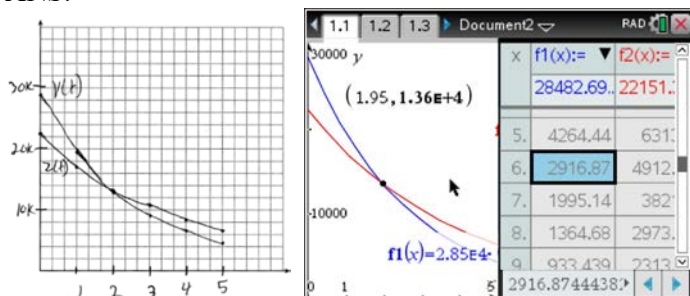 30K
y(t)
20K
z(t)
10K
1 2 3 4 5
1.1 1.2 1.3 Document2 RAD
30000 y
(1.95, 1.36E+4)
10000
f1(x)=2.85E4·
0 1 5
x f1(x):= ▼ f2(x):=
28482.69.. 22151.:
5. 4264.44 631
6. 2916.87 4912.
7. 1995.14 382
8. 1364.68 2973.
9. 933.439 2313.
2916.87444382